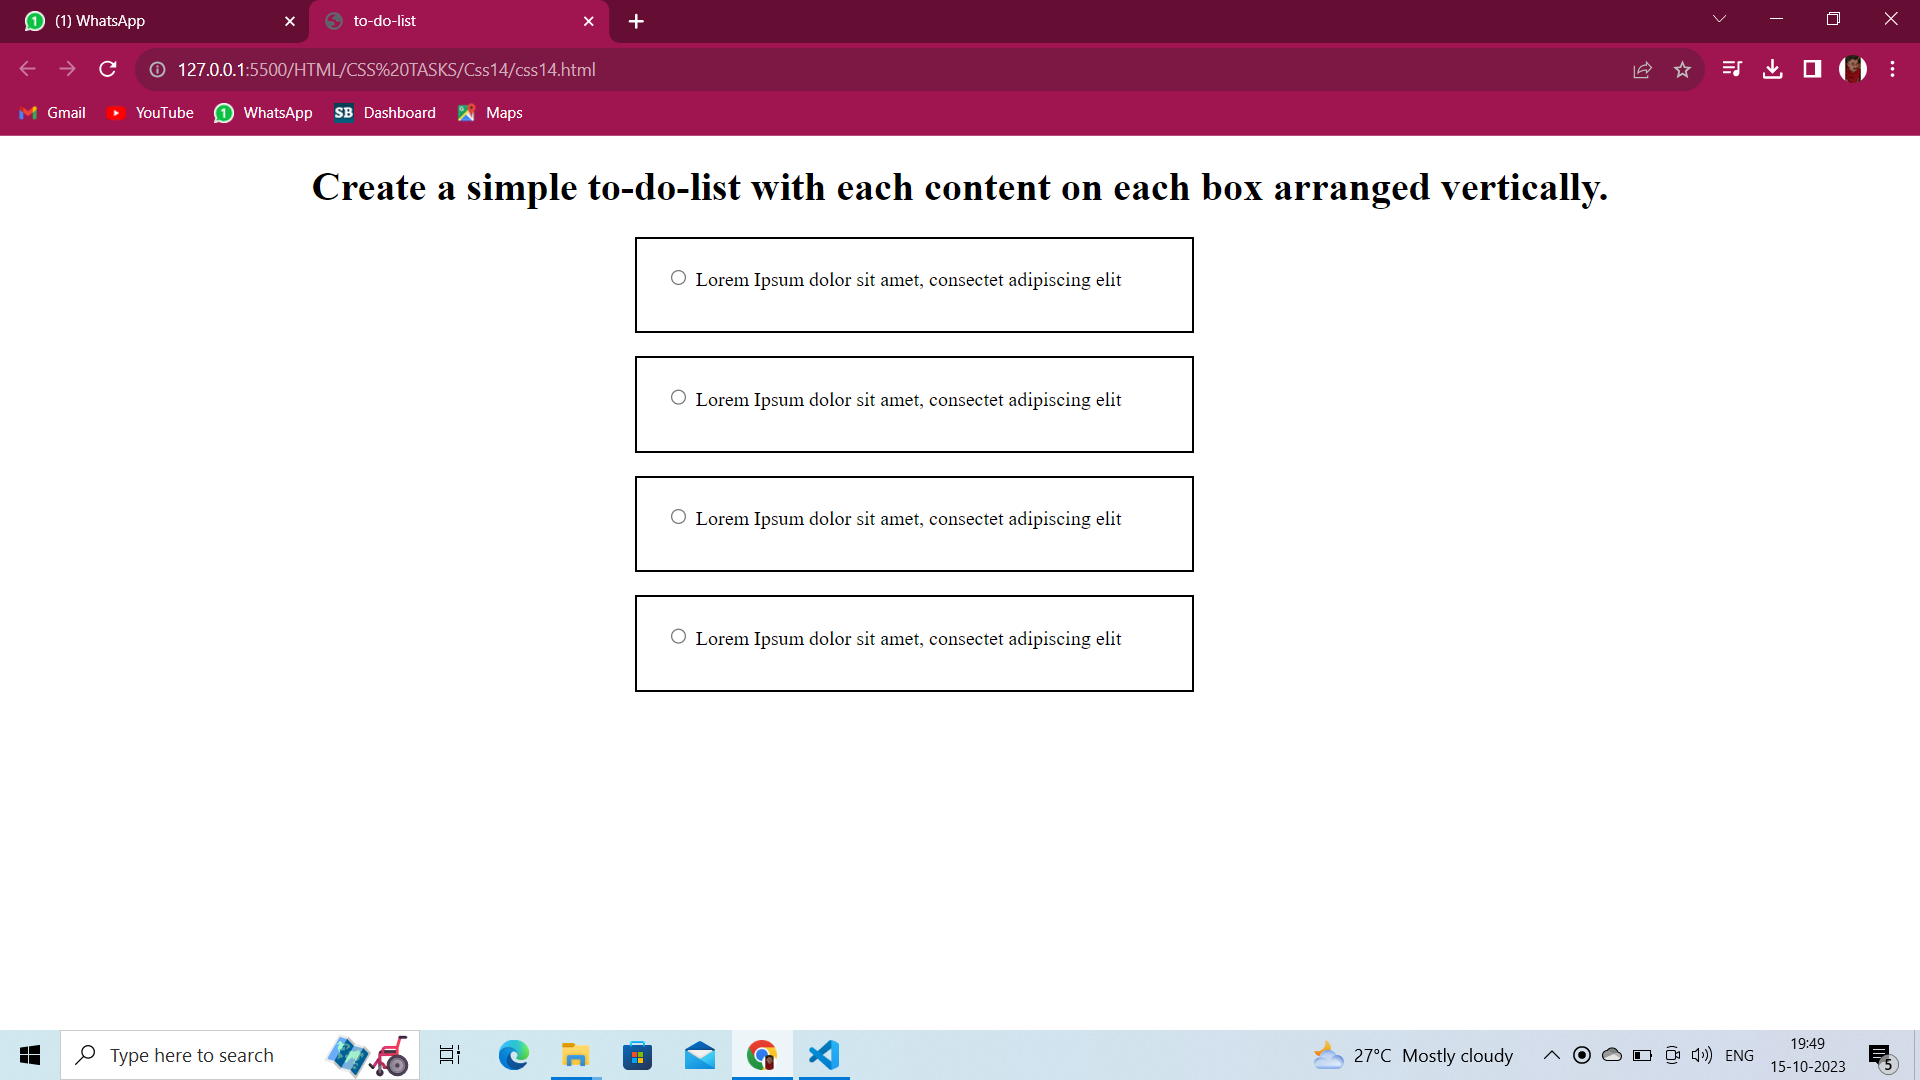 (1) WhatsApp
to-do-list
127.0.0.1:5500/HTML/CSS%20TASKS/Css14/css14.html
Gmail YouTube 1 WhatsApp SB Dashboard Maps
Create a simple to-do-list with each content on each box arranged vertically.
Lorem Ipsum dolor sit amet, consectet adipiscing elit
Lorem Ipsum dolor sit amet, consectet adipiscing elit
Lorem Ipsum dolor sit amet, consectet adipiscing elit
Lorem Ipsum dolor sit amet, consectet adipiscing elit
Type here to search
27°C Mostly cloudy
ENG
19:49
15-10-2023
5